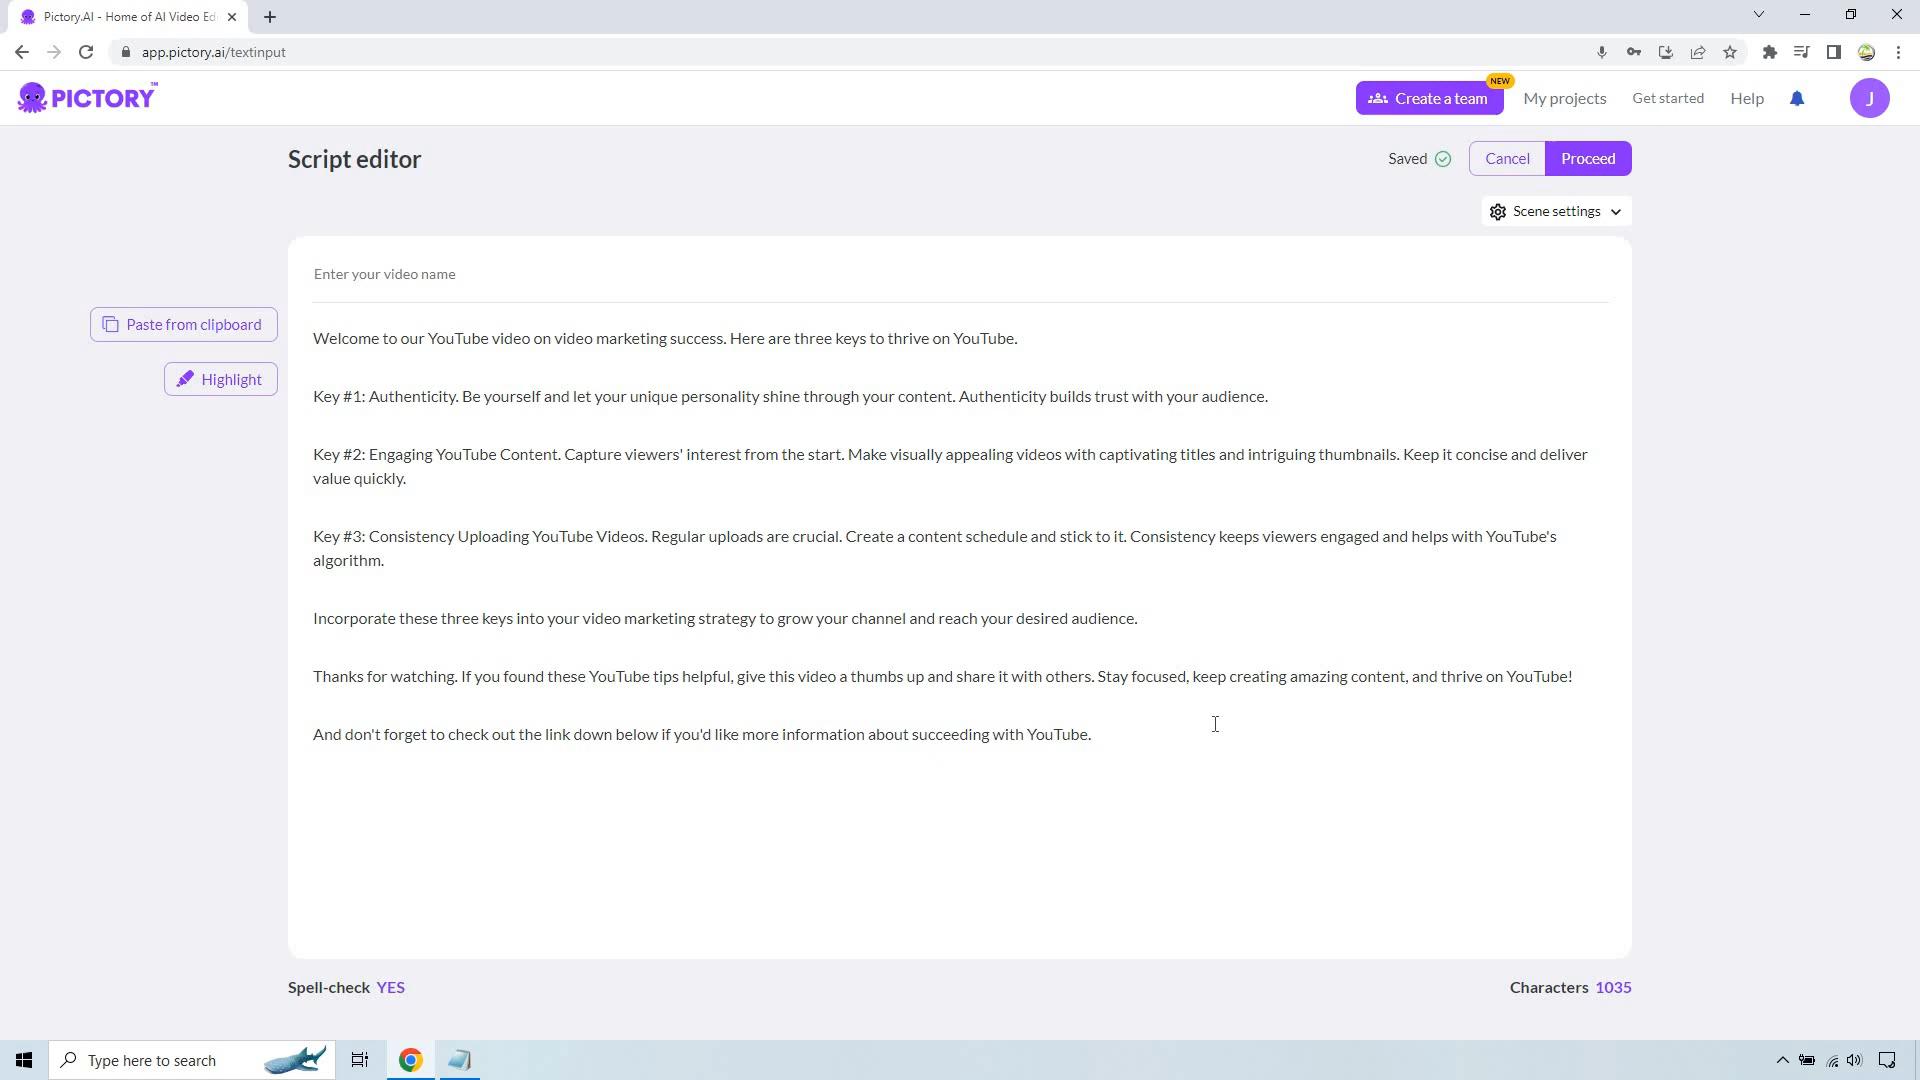 Pictory.AI - Home of AI Video Ed
app.pictory.ai/textinput
PICTORY™
NEW
Create a team
My projects
Get started
Help
J
Script editor
Saved
Cancel
Proceed
Scene settings
Enter your video name
Paste from clipboard
Highlight
Welcome to our YouTube video on video marketing success. Here are three keys to thrive on YouTube.
Key #1: Authenticity. Be yourself and let your unique personality shine through your content. Authenticity builds trust with your audience.
Key #2: Engaging YouTube Content. Capture viewers' interest from the start. Make visually appealing videos with captivating titles and intriguing thumbnails. Keep it concise and deliver
value quickly.
Key #3: Consistency Uploading YouTube Videos. Regular uploads are crucial. Create a content schedule and stick to it. Consistency keeps viewers engaged and helps with YouTube's
algorithm.
Incorporate these three keys into your video marketing strategy to grow your channel and reach your desired audience.
Thanks for watching. If you found these YouTube tips helpful, give this video a thumbs up and share it with others. Stay focused, keep creating amazing content, and thrive on YouTube!
And don't forget to check out the link down below if you'd like more information about succeeding with YouTube.
Spell-check YES
Characters 1035
Type here to search